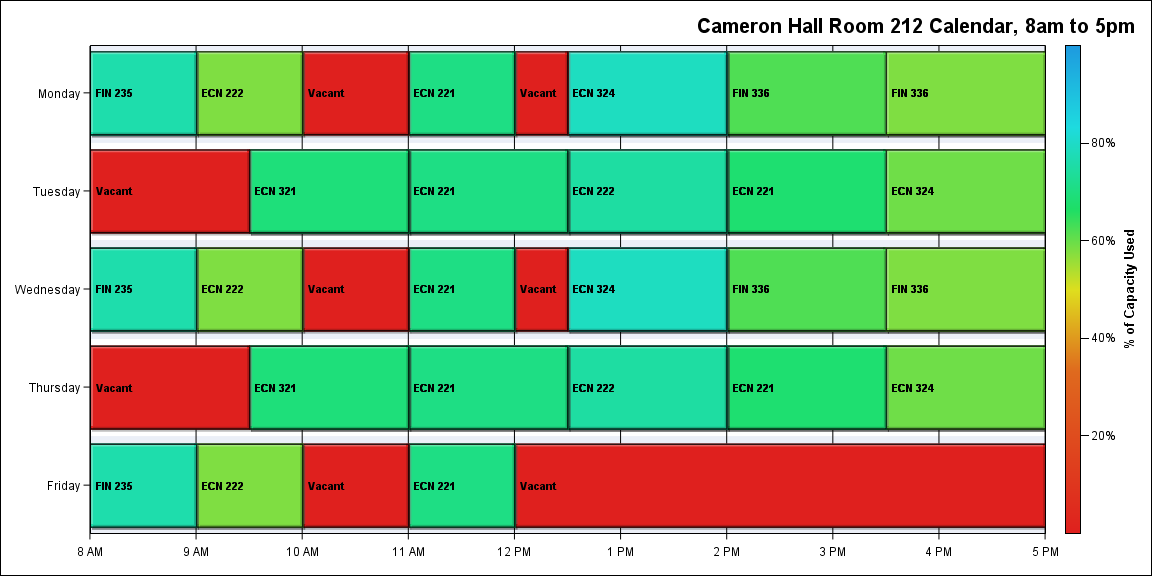 Cameron Hall Room 212 Calendar, 8am to 5pm
Monday FIN 235 ECN 222 Vacant ECN 221 Vacant ECN 324 FIN 336 FIN 336
80%
Tuesday Vacant ECN 321 ECN 221 ECN 222 ECN 221 ECN 324
60%
% of Capacity Used
Wednesday FIN 235 ECN 222 Vacant ECN 221 Vacant ECN 324 FIN 336 FIN 336
40%
Thursday Vacant ECN 321 ECN 221 ECN 222 ECN 221 ECN 324
20%
Friday FIN 235 ECN 222 Vacant ECN 221 Vacant
8 AM 9 AM 10 AM 11 AM 12 PM 1 PM 2 PM 3 PM 4 PM 5 PM